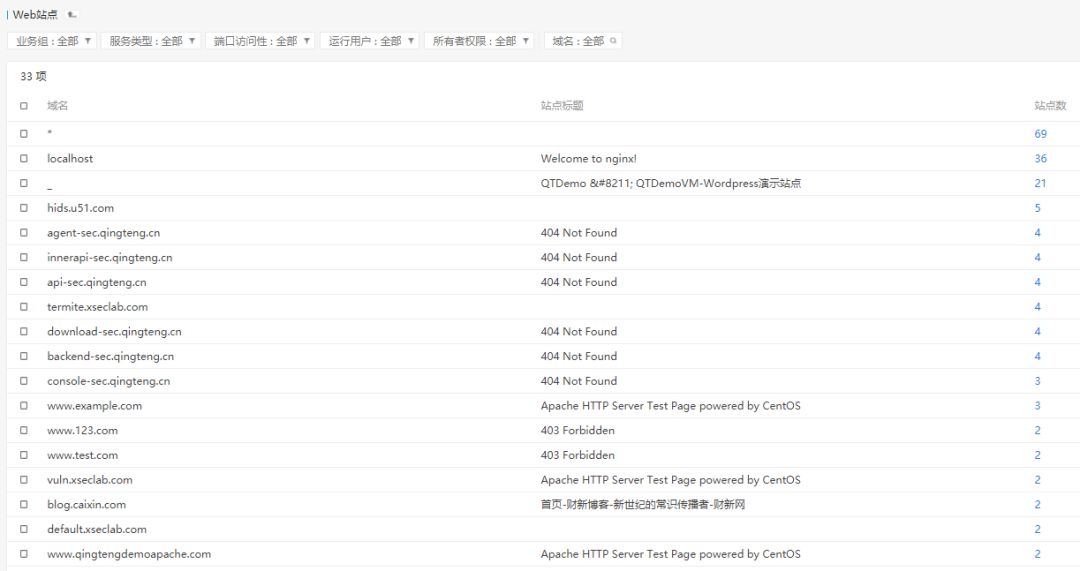 Web站点
业务组 : 全部 服务类型 : 全部 端口访问性 : 全部 运行用户 : 全部 所有者权限 : 全部 域名 : 全部
33 项
域名 站点标题 站点数
* 69
localhost Welcome to nginx! 36
_ QTDemo &#8211; QTDemoVM-Wordpress演示站点 21
hids.u51.com 5
agent-sec.qingteng.cn 404 Not Found 4
innerapi-sec.qingteng.cn 404 Not Found 4
api-sec.qingteng.cn 404 Not Found 4
termite.xseclab.com 4
download-sec.qingteng.cn 404 Not Found 4
backend-sec.qingteng.cn 404 Not Found 4
console-sec.qingteng.cn 404 Not Found 3
www.example.com Apache HTTP Server Test Page powered by CentOS 3
www.123.com 403 Forbidden 2
www.test.com 403 Forbidden 2
vuln.xseclab.com Apache HTTP Server Test Page powered by CentOS 2
blog.caixin.com 首页-财新博客-新世纪的常识传播者-财新网 2
default.xseclab.com 2
www.qingtengdemoapache.com Apache HTTP Server Test Page powered by CentOS 2